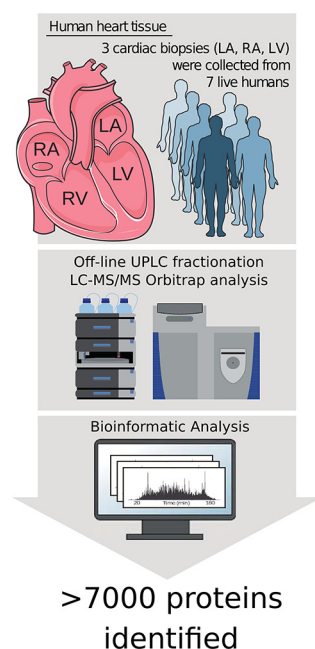 Human heart tissue
3 cardiac biopsies (LA, RA, LV)
were collected from
7 live humans
LA
RA
LV
RV
Off-line UPLC fractionation
LC-MS/MS Orbitrap analysis
Bioinformatic Analysis
20 Time (min) 180
>7000 proteins
identified